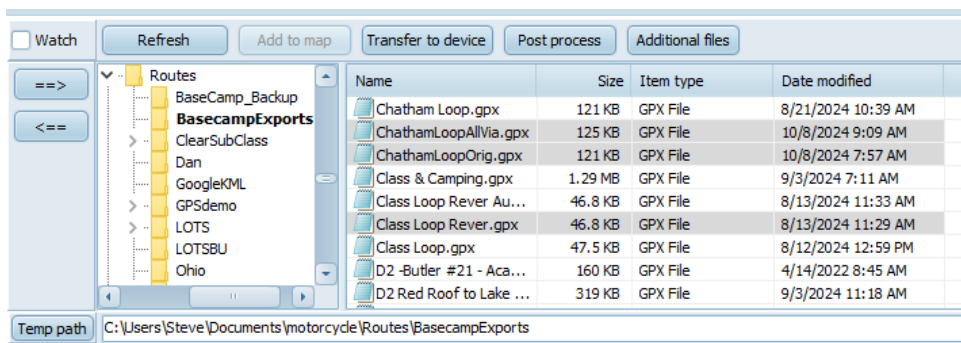 Watch Refresh Add to map Transfer to device Post process Additional files
==>
<==
Routes
BaseCamp_Backup
BasecampExports
ClearSubClass
Dan
GoogleKML
GPSdemo
LOTS
LOTSBU
Ohio
Name Size Item type Date modified
Chatham Loop.gpx 121 KB GPX File 8/21/2024 10:39 AM
ChathamLoopAllVia.gpx 125 KB GPX File 10/8/2024 9:09 AM
ChathamLoopOrig.gpx 121 KB GPX File 10/8/2024 7:57 AM
Class & Camping.gpx 1.29 MB GPX File 9/3/2024 7:11 AM
Class Loop Rever Au... 46.8 KB GPX File 8/13/2024 11:33 AM
Class Loop Rever.gpx 46.8 KB GPX File 8/13/2024 11:29 AM
Class Loop.gpx 47.5 KB GPX File 8/12/2024 12:59 PM
D2 -Butler #21 - Aca... 160 KB GPX File 4/14/2022 8:45 AM
D2 Red Roof to Lake ... 319 KB GPX File 9/3/2024 11:18 AM
Temp path C:\Users\Steve\Documents\motorcycle\Routes\BasecampExports